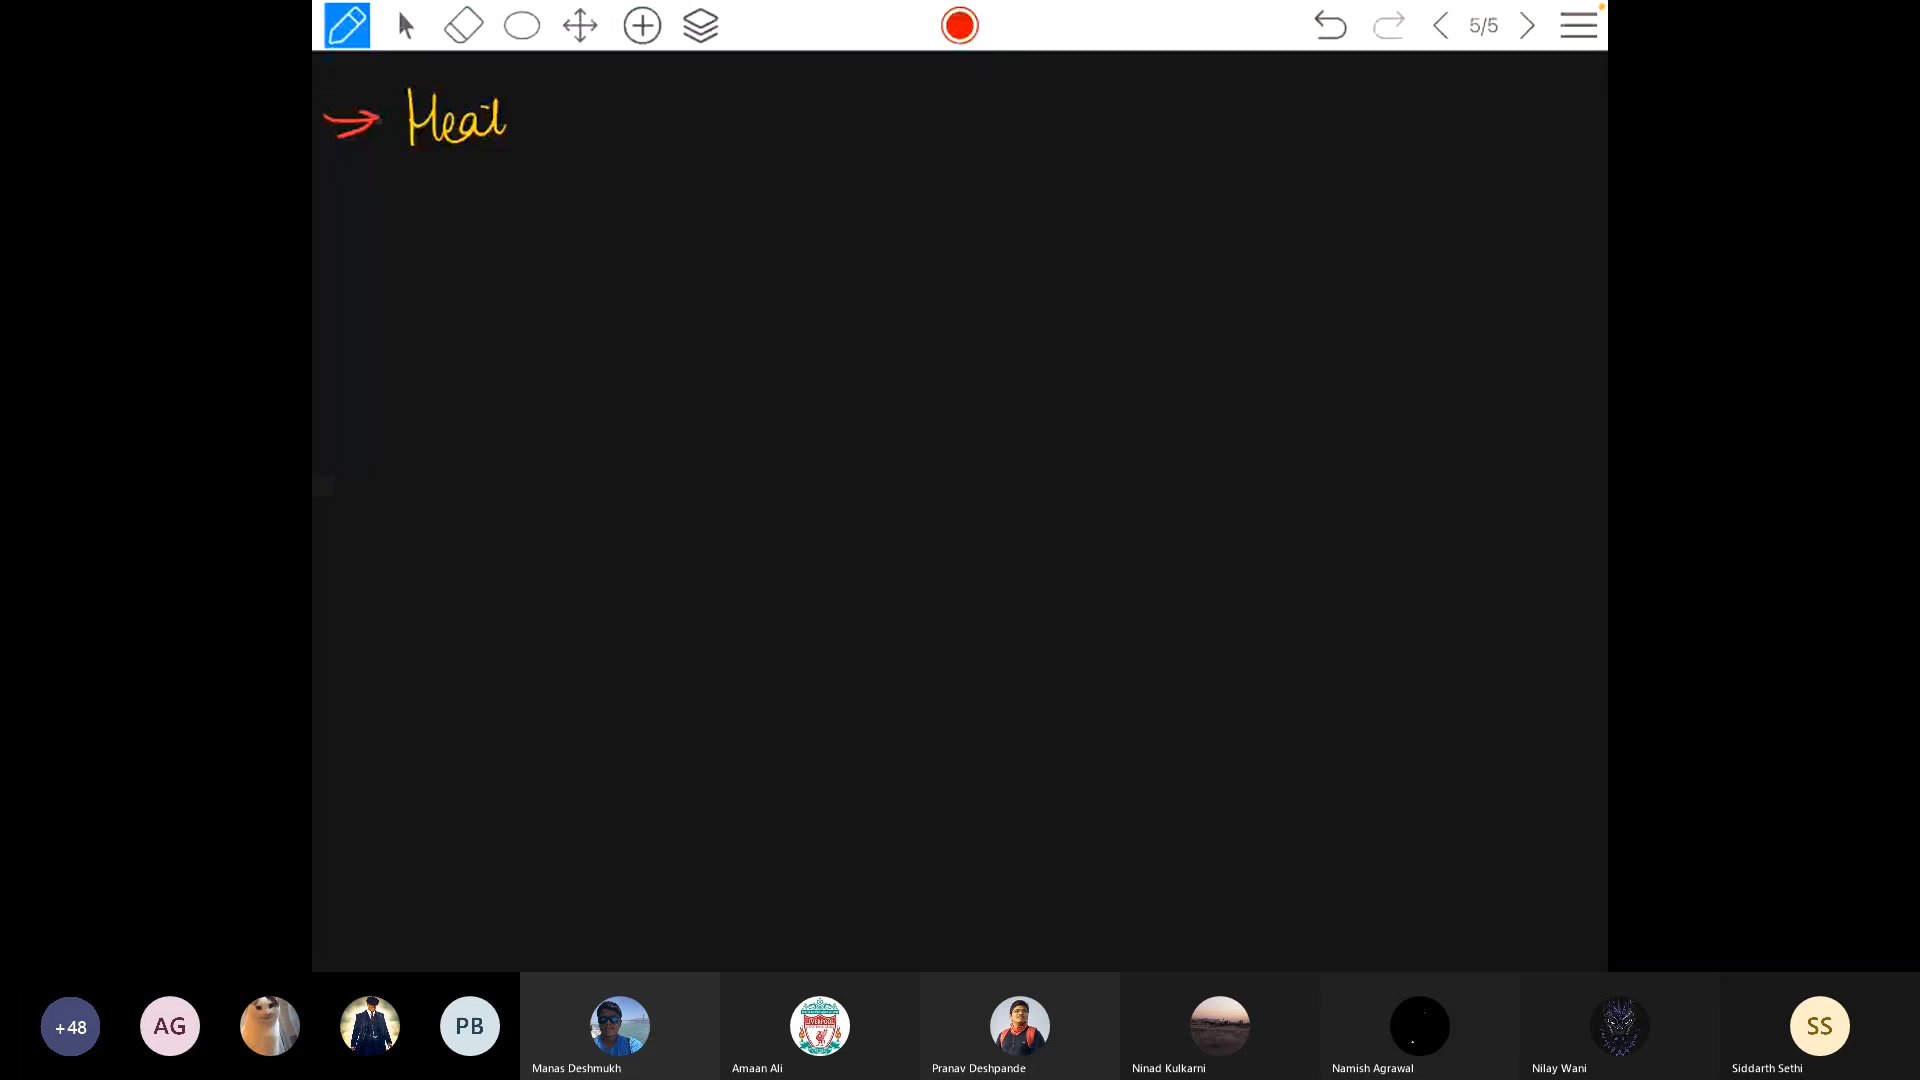 5/5
→ Heat
+48
AG
PB
LIVERPOOL
Manas Deshmukh
Amaan Ali
Pranav Deshpande
Ninad Kulkarni
Namish Agrawal
Nilay Wani
SS
Siddarth Sethi